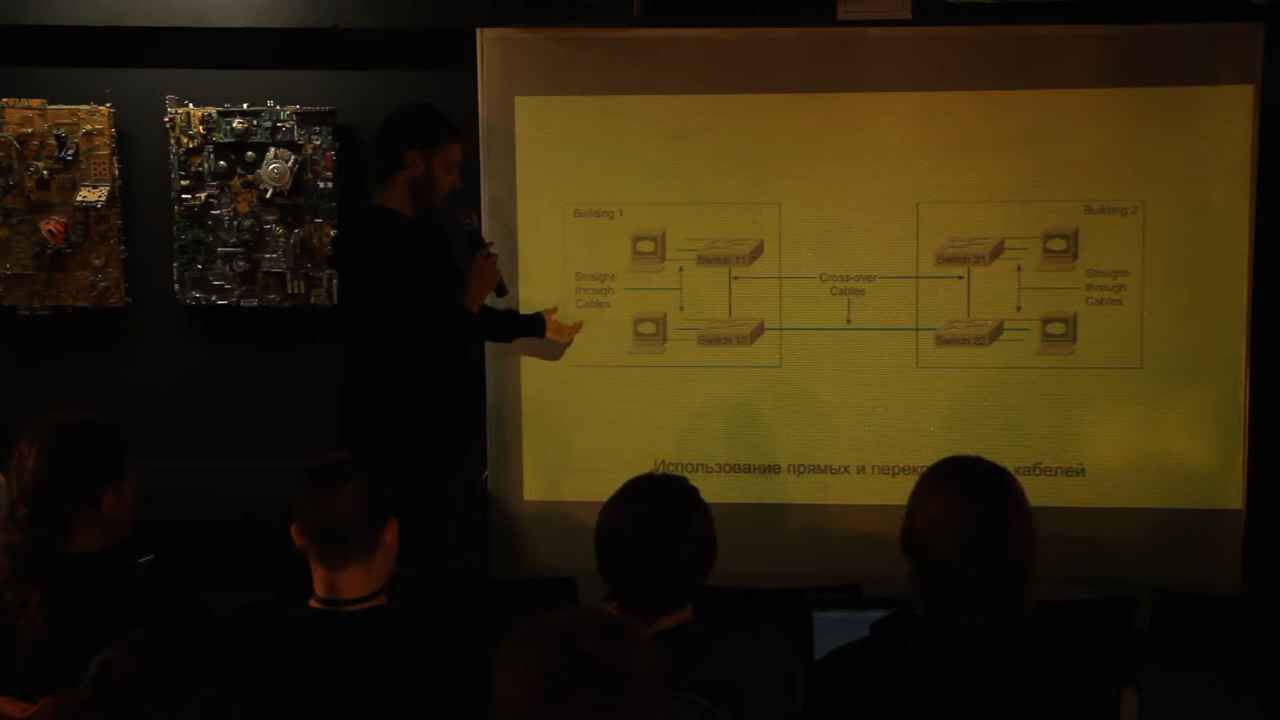 Building 1
Building 2
Switch 11
Switch 21
Straight-
through
Cables
Cross-over
Cables
Straight-
through
Cables
Switch 12
Switch 22
Использование прямых и кабелей